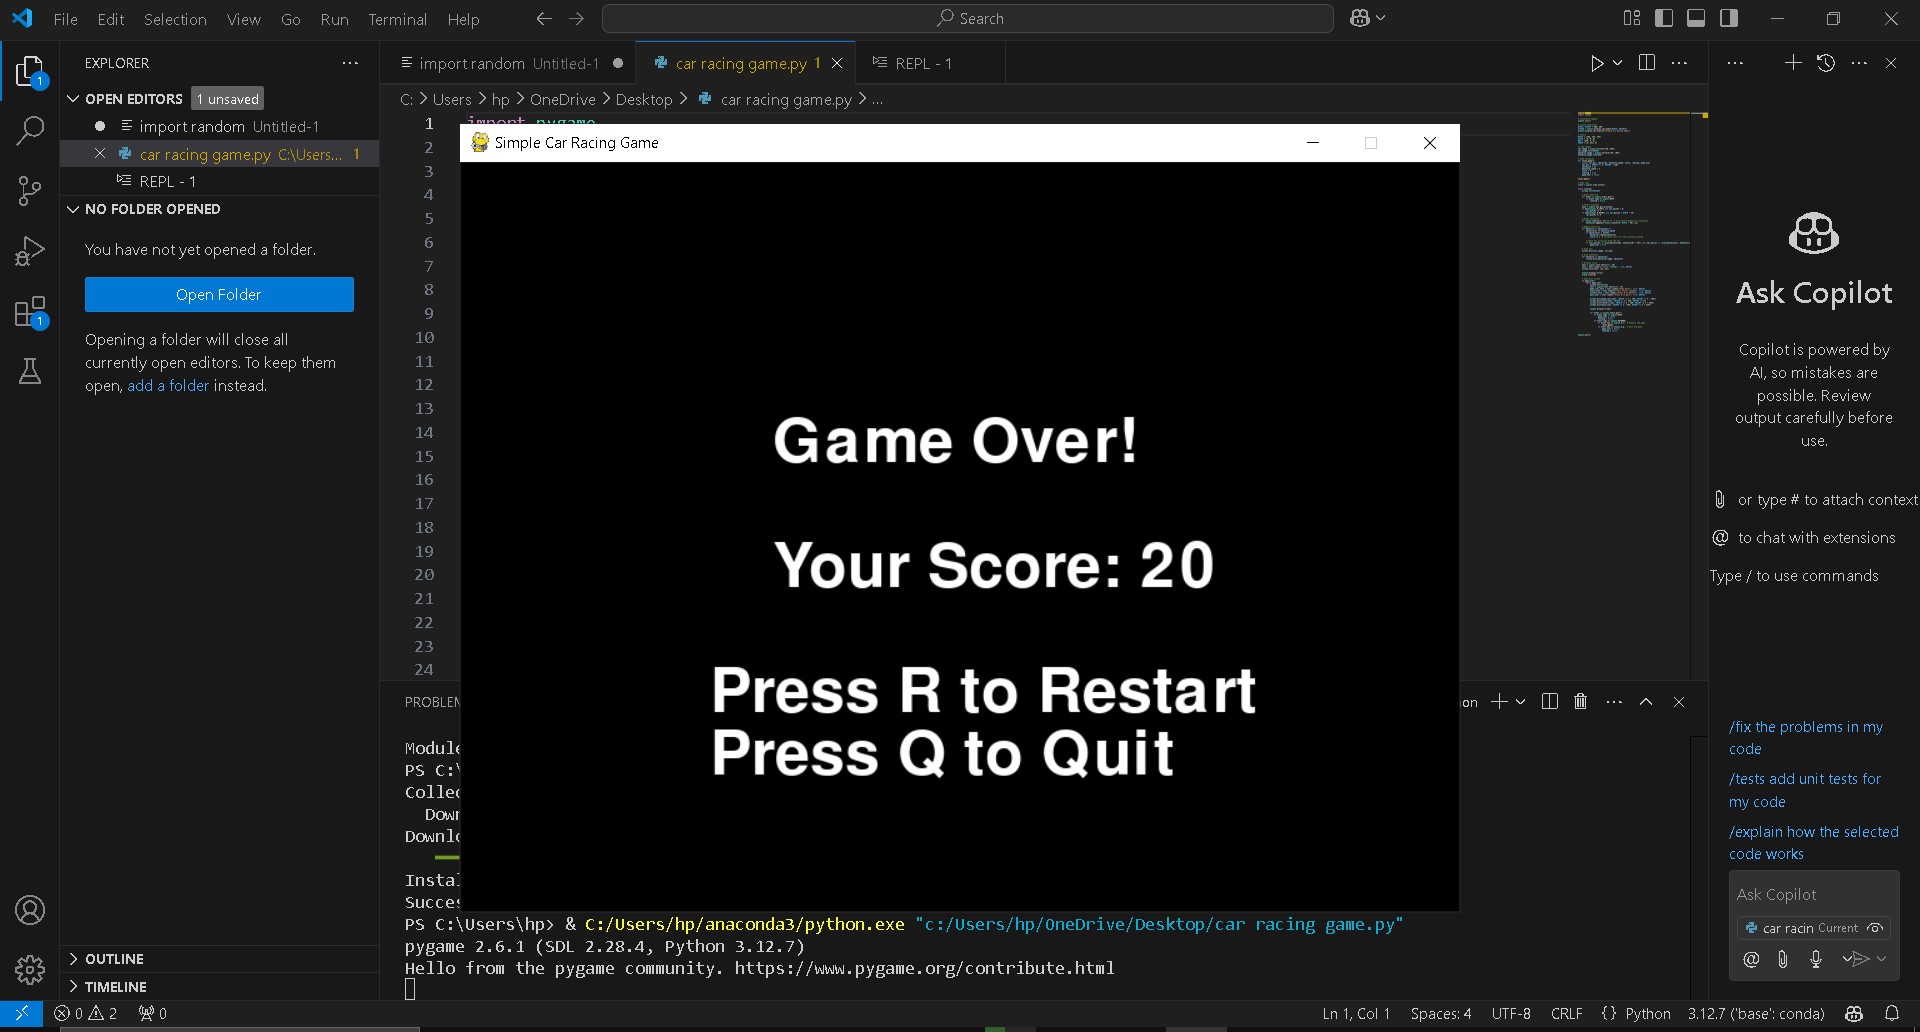 File Edit Selection View Go Run Terminal Help
Search
EXPLORER
OPEN EDITORS 1 unsaved
import random Untitled-1
car racing game.py C:\Users... 1
REPL - 1
NO FOLDER OPENED
You have not yet opened a folder.
Open Folder
Opening a folder will close all
currently open editors. To keep them
open, add a folder instead.
OUTLINE
TIMELINE
import random Untitled-1
car racing game.py 1
REPL - 1
C: > Users > hp > OneDrive > Desktop > car racing game.py > ...
1
2
3
4
5
6
7
8
9
10
11
12
13
14
15
16
17
18
19
20
21
22
23
24
import pygame
Simple Car Racing Game
Game Over!
Your Score: 20
Press R to Restart
Press Q to Quit
PS C:\Users\hp> & C:/Users/hp/anaconda3/python.exe "c:/Users/hp/OneDrive/Desktop/car racing game.py"
pygame 2.6.1 (SDL 2.28.4, Python 3.12.7)
Hello from the pygame community. https://www.pygame.org/contribute.html
Ask Copilot
Copilot is powered by
AI, so mistakes are
possible. Review
output carefully before
use.
or type # to attach context
@ to chat with extensions
Type / to use commands
/fix the problems in my
code
/tests add unit tests for
my code
/explain how the selected
code works
Ask Copilot
car racin Current
0 2 0
Ln 1, Col 1 Spaces: 4 UTF-8 CRLF {} Python 3.12.7 ('base': conda)